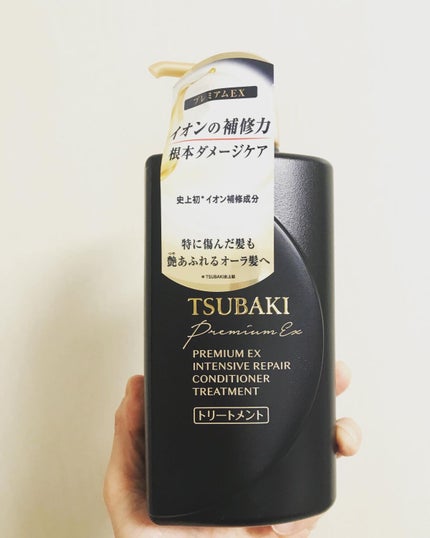 プレミアムEX
イオンの補修力
根本ダメージケア
史上初*イオン補修成分
特に傷んだ髪も
艶あふれるオーラ髪へ
つや
*TSUBAKI史上初
TSUBAKI
Premium Ex
PREMIUM EX
INTENSIVE REPAIR
CONDITIONER
TREATMENT
トリートメント